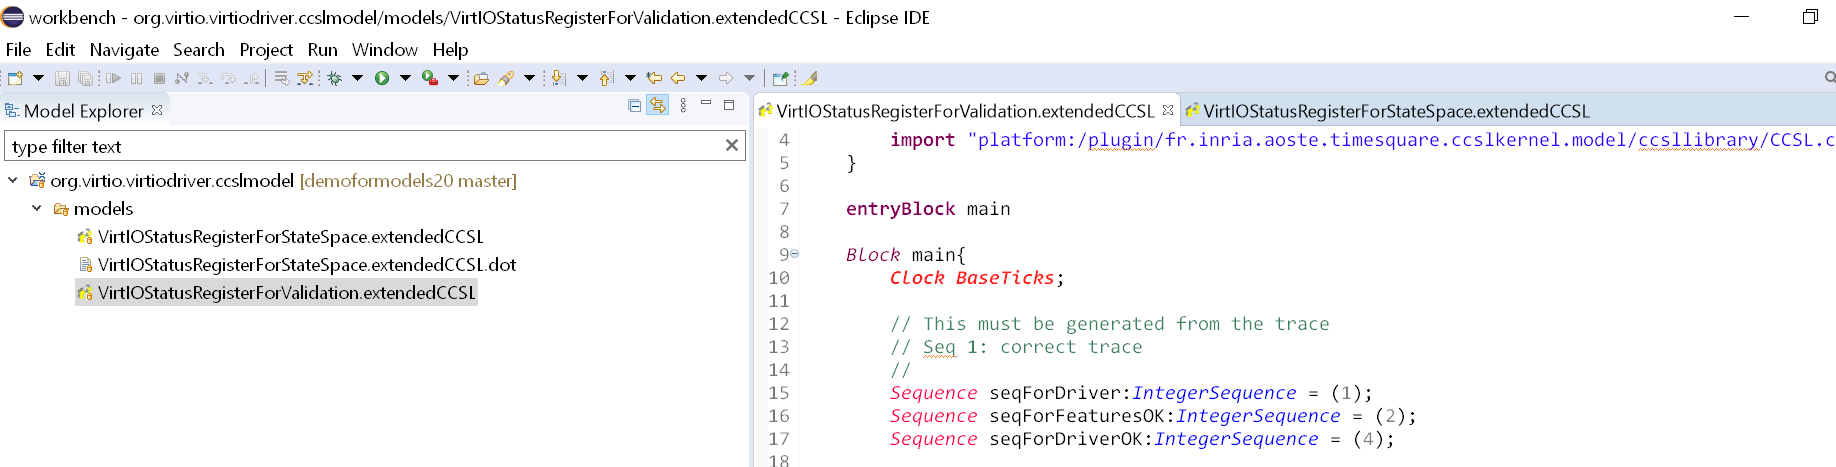 workbench - org.virtio.virtiodriver.ccslmodel/models/VirtIOStatusRegisterForValidation.extendedCCSL - Eclipse IDE
File Edit Navigate Search Project Run Window Help
Model Explorer
type filter text
org.virtio.virtiodriver.ccslmodel [demoformodels20 master]
models
VirtIOStatusRegisterForStateSpace.extendedCCSL
VirtIOStatusRegisterForStateSpace.extendedCCSL.dot
VirtIOStatusRegisterForValidation.extendedCCSL
VirtIOStatusRegisterForValidation.extendedCCSL VirtIOStatusRegisterForStateSpace.extendedCCSL
4 import "platform:/plugin/fr.inria.aoste.timesquare.ccslkernel.model/ccsllibrary/CCSL.c
5 }
6
7 entryBlock main
8
9 Block main{
10 Clock BaseTicks;
11
12 // This must be generated from the trace
13 // Seq 1: correct trace
14 //
15 Sequence seqForDriver:IntegerSequence = (1);
16 Sequence seqForFeaturesOK:IntegerSequence = (2);
17 Sequence seqForDriverOK:IntegerSequence = (4);
18